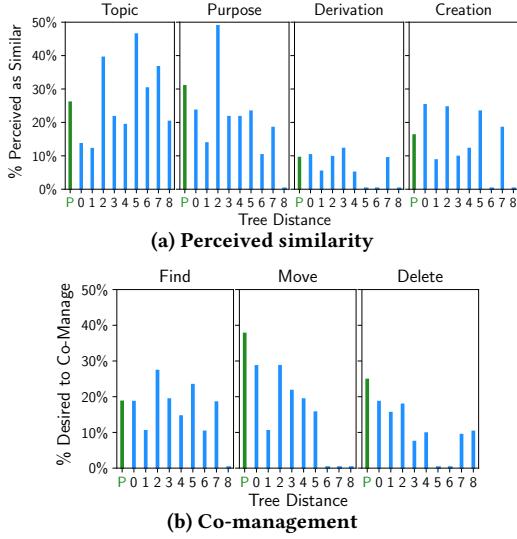 Topic Purpose Derivation Creation
% Perceived as Similar
50%
40%
30%
20%
10%
0%
P 0 1 2 3 4 5 6 7 8 P 0 1 2 3 4 5 6 7 8 P 0 1 2 3 4 5 6 7 8 P 0 1 2 3 4 5 6 7 8
Tree Distance
(a) Perceived similarity
Find Move Delete
% Desired to Co-Manage
50%
40%
30%
20%
10%
0%
P 0 1 2 3 4 5 6 7 8 P 0 1 2 3 4 5 6 7 8 P 0 1 2 3 4 5 6 7 8
Tree Distance
(b) Co-management